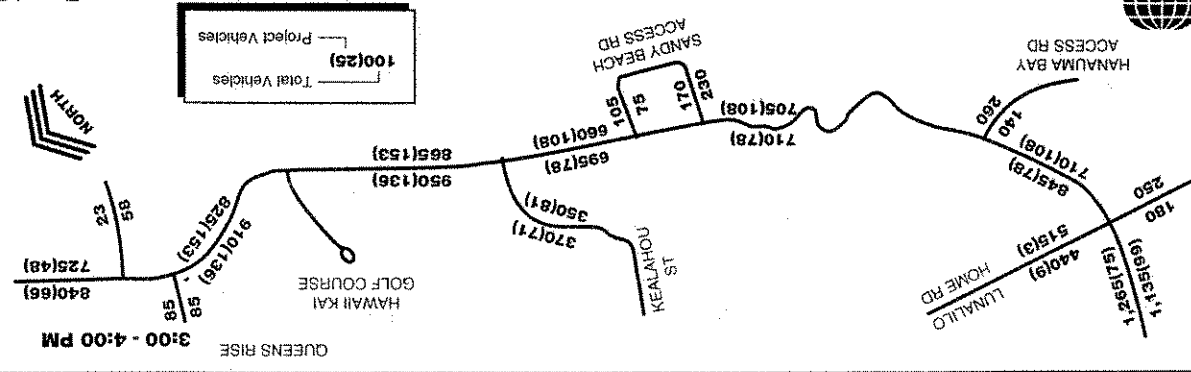 QUEENS RISE
3:00 - 4:00 PM
1,135(99)
1,265(75)
LUNALILO
HOME RD
440(9)
515(3)
KEALAHOU
ST
HAWAII KAI
GOLF COURSE
85
85
840(66)
725(48)
180
250
370(71)
350(81)
910(136)
825(153)
58
23
845(78)
710(108)
950(136)
865(153)
695(78)
660(108)
710(78)
705(108)
140
260
HANAUMA BAY
ACCESS RD
230
170
75
105
SANDY BEACH
ACCESS RD
NORTH
Total Vehicles
100(25)
Project Vehicles